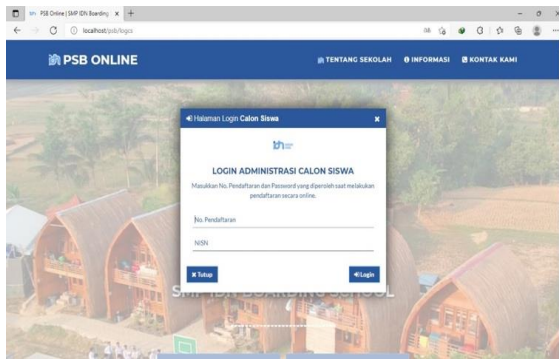 PSB Online | SMP IDN Boarding
localhost/psb/logcs
PSB ONLINE
TENTANG SEKOLAH
INFORMASI
KONTAK KAMI
Halaman Login Calon Siswa
LOGIN ADMINISTRASI CALON SISWA
Masukkan No. Pendaftaran dan Password yang diperoleh saat melakukan
pendaftaran secara online.
No. Pendaftaran
NISN
Tutup
Login
SMP IDN BOARDING SCHOOL